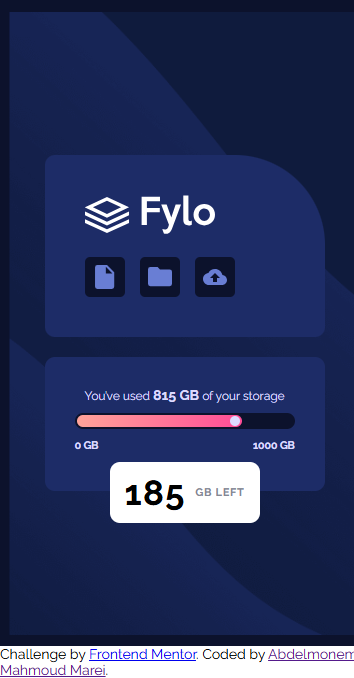 Fylo
You've used 815 GB of your storage
0 GB 1000 GB
185 GB LEFT
Challenge by Frontend Mentor. Coded by Abdelmonem
Mahmoud Marei.